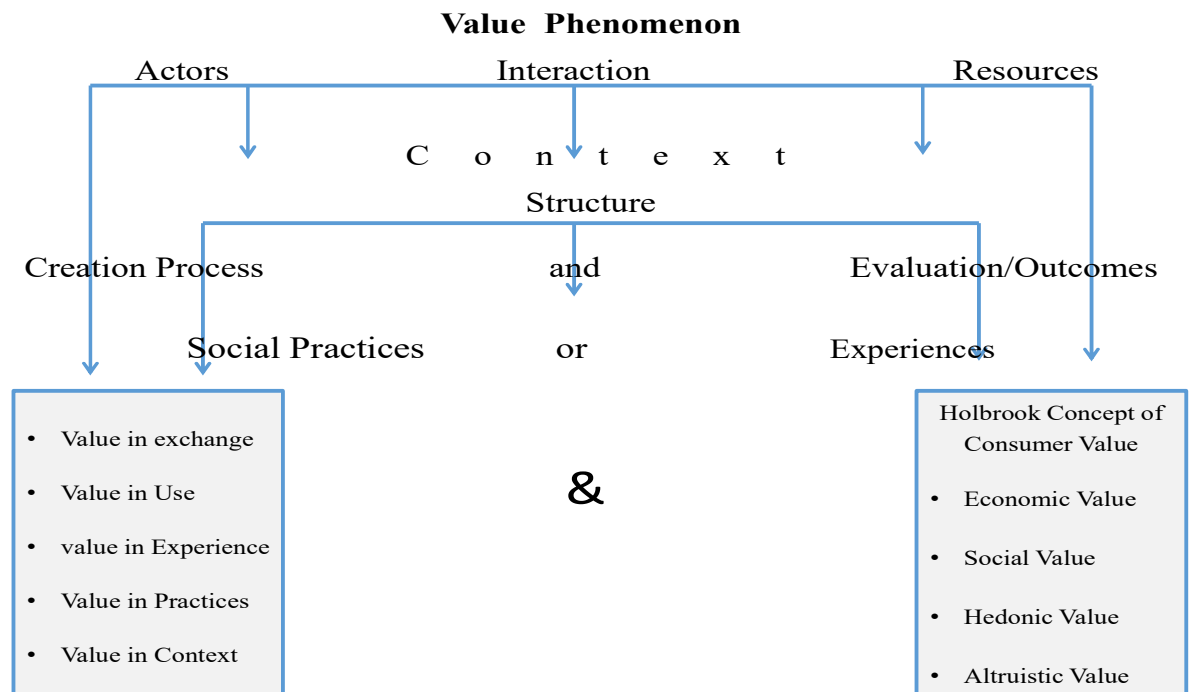 Value Phenomenon
Actors Interaction Resources
C o n t e x t
Structure
Creation Process and Evaluation/Outcomes
Social Practices or Experiences
• Value in exchange
• Value in Use
• value in Experience
• Value in Practices
• Value in Context
&
Holbrook Concept of
Consumer Value
• Economic Value
• Social Value
• Hedonic Value
• Altruistic Value